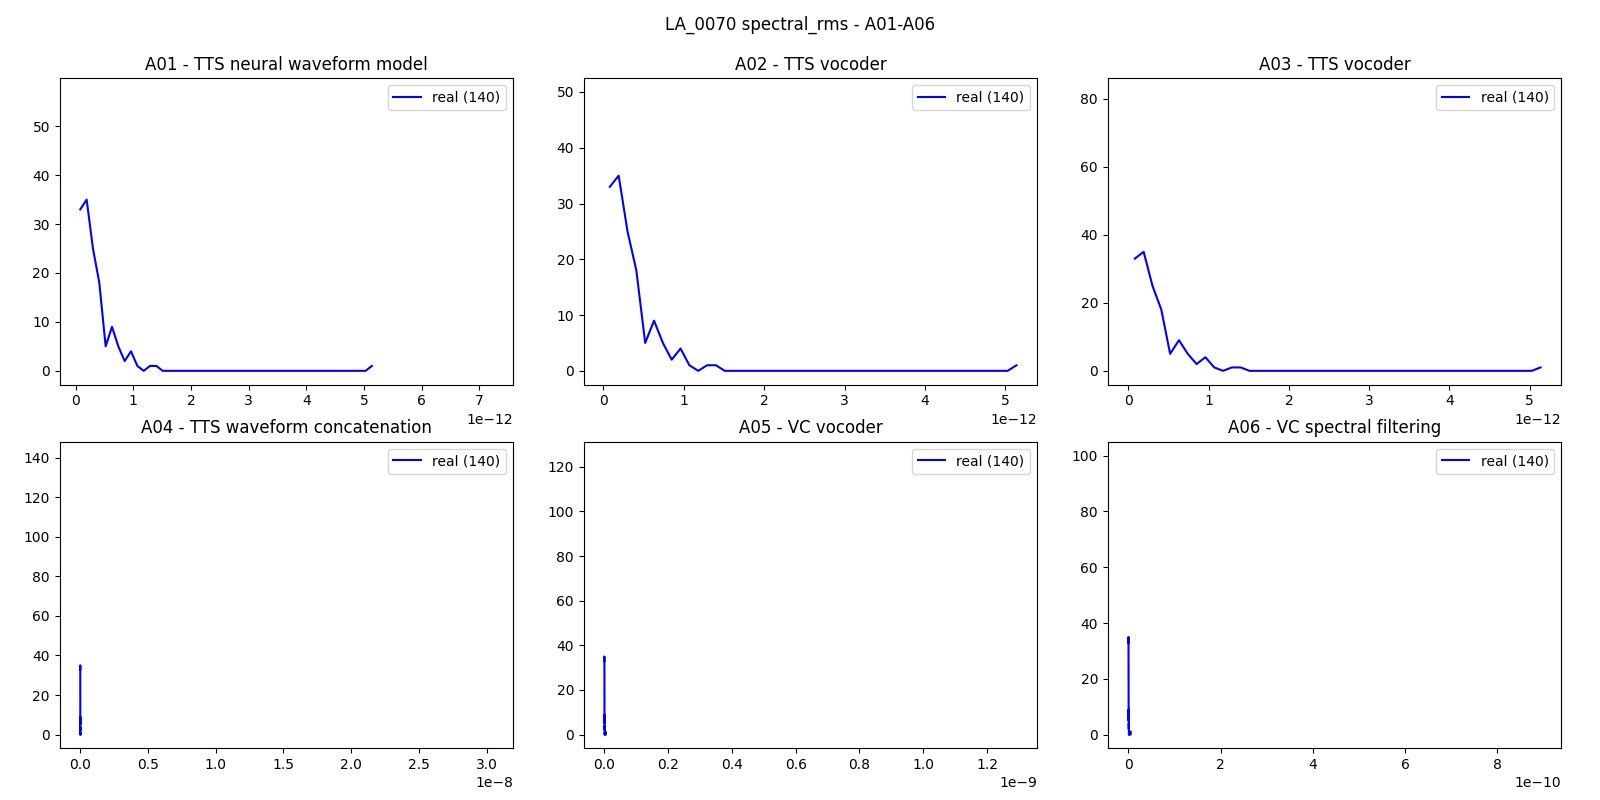 LA_0070 spectral_rms - A01-A06
A01 - TTS neural waveform model
real (140)
50
40
30
20
10
0
0 1 2 3 4 5 6 7
1e−12
A02 - TTS vocoder
real (140)
50
40
30
20
10
0
0 1 2 3 4 5
1e−12
A03 - TTS vocoder
real (140)
80
60
40
20
0
0 1 2 3 4 5
1e−12
A04 - TTS waveform concatenation
real (140)
140
120
100
80
60
40
20
0
0.0 0.5 1.0 1.5 2.0 2.5 3.0
1e−8
A05 - VC vocoder
real (140)
120
100
80
60
40
20
0
0.0 0.2 0.4 0.6 0.8 1.0 1.2
1e−9
A06 - VC spectral filtering
real (140)
100
80
60
40
20
0
0 2 4 6 8
1e−10